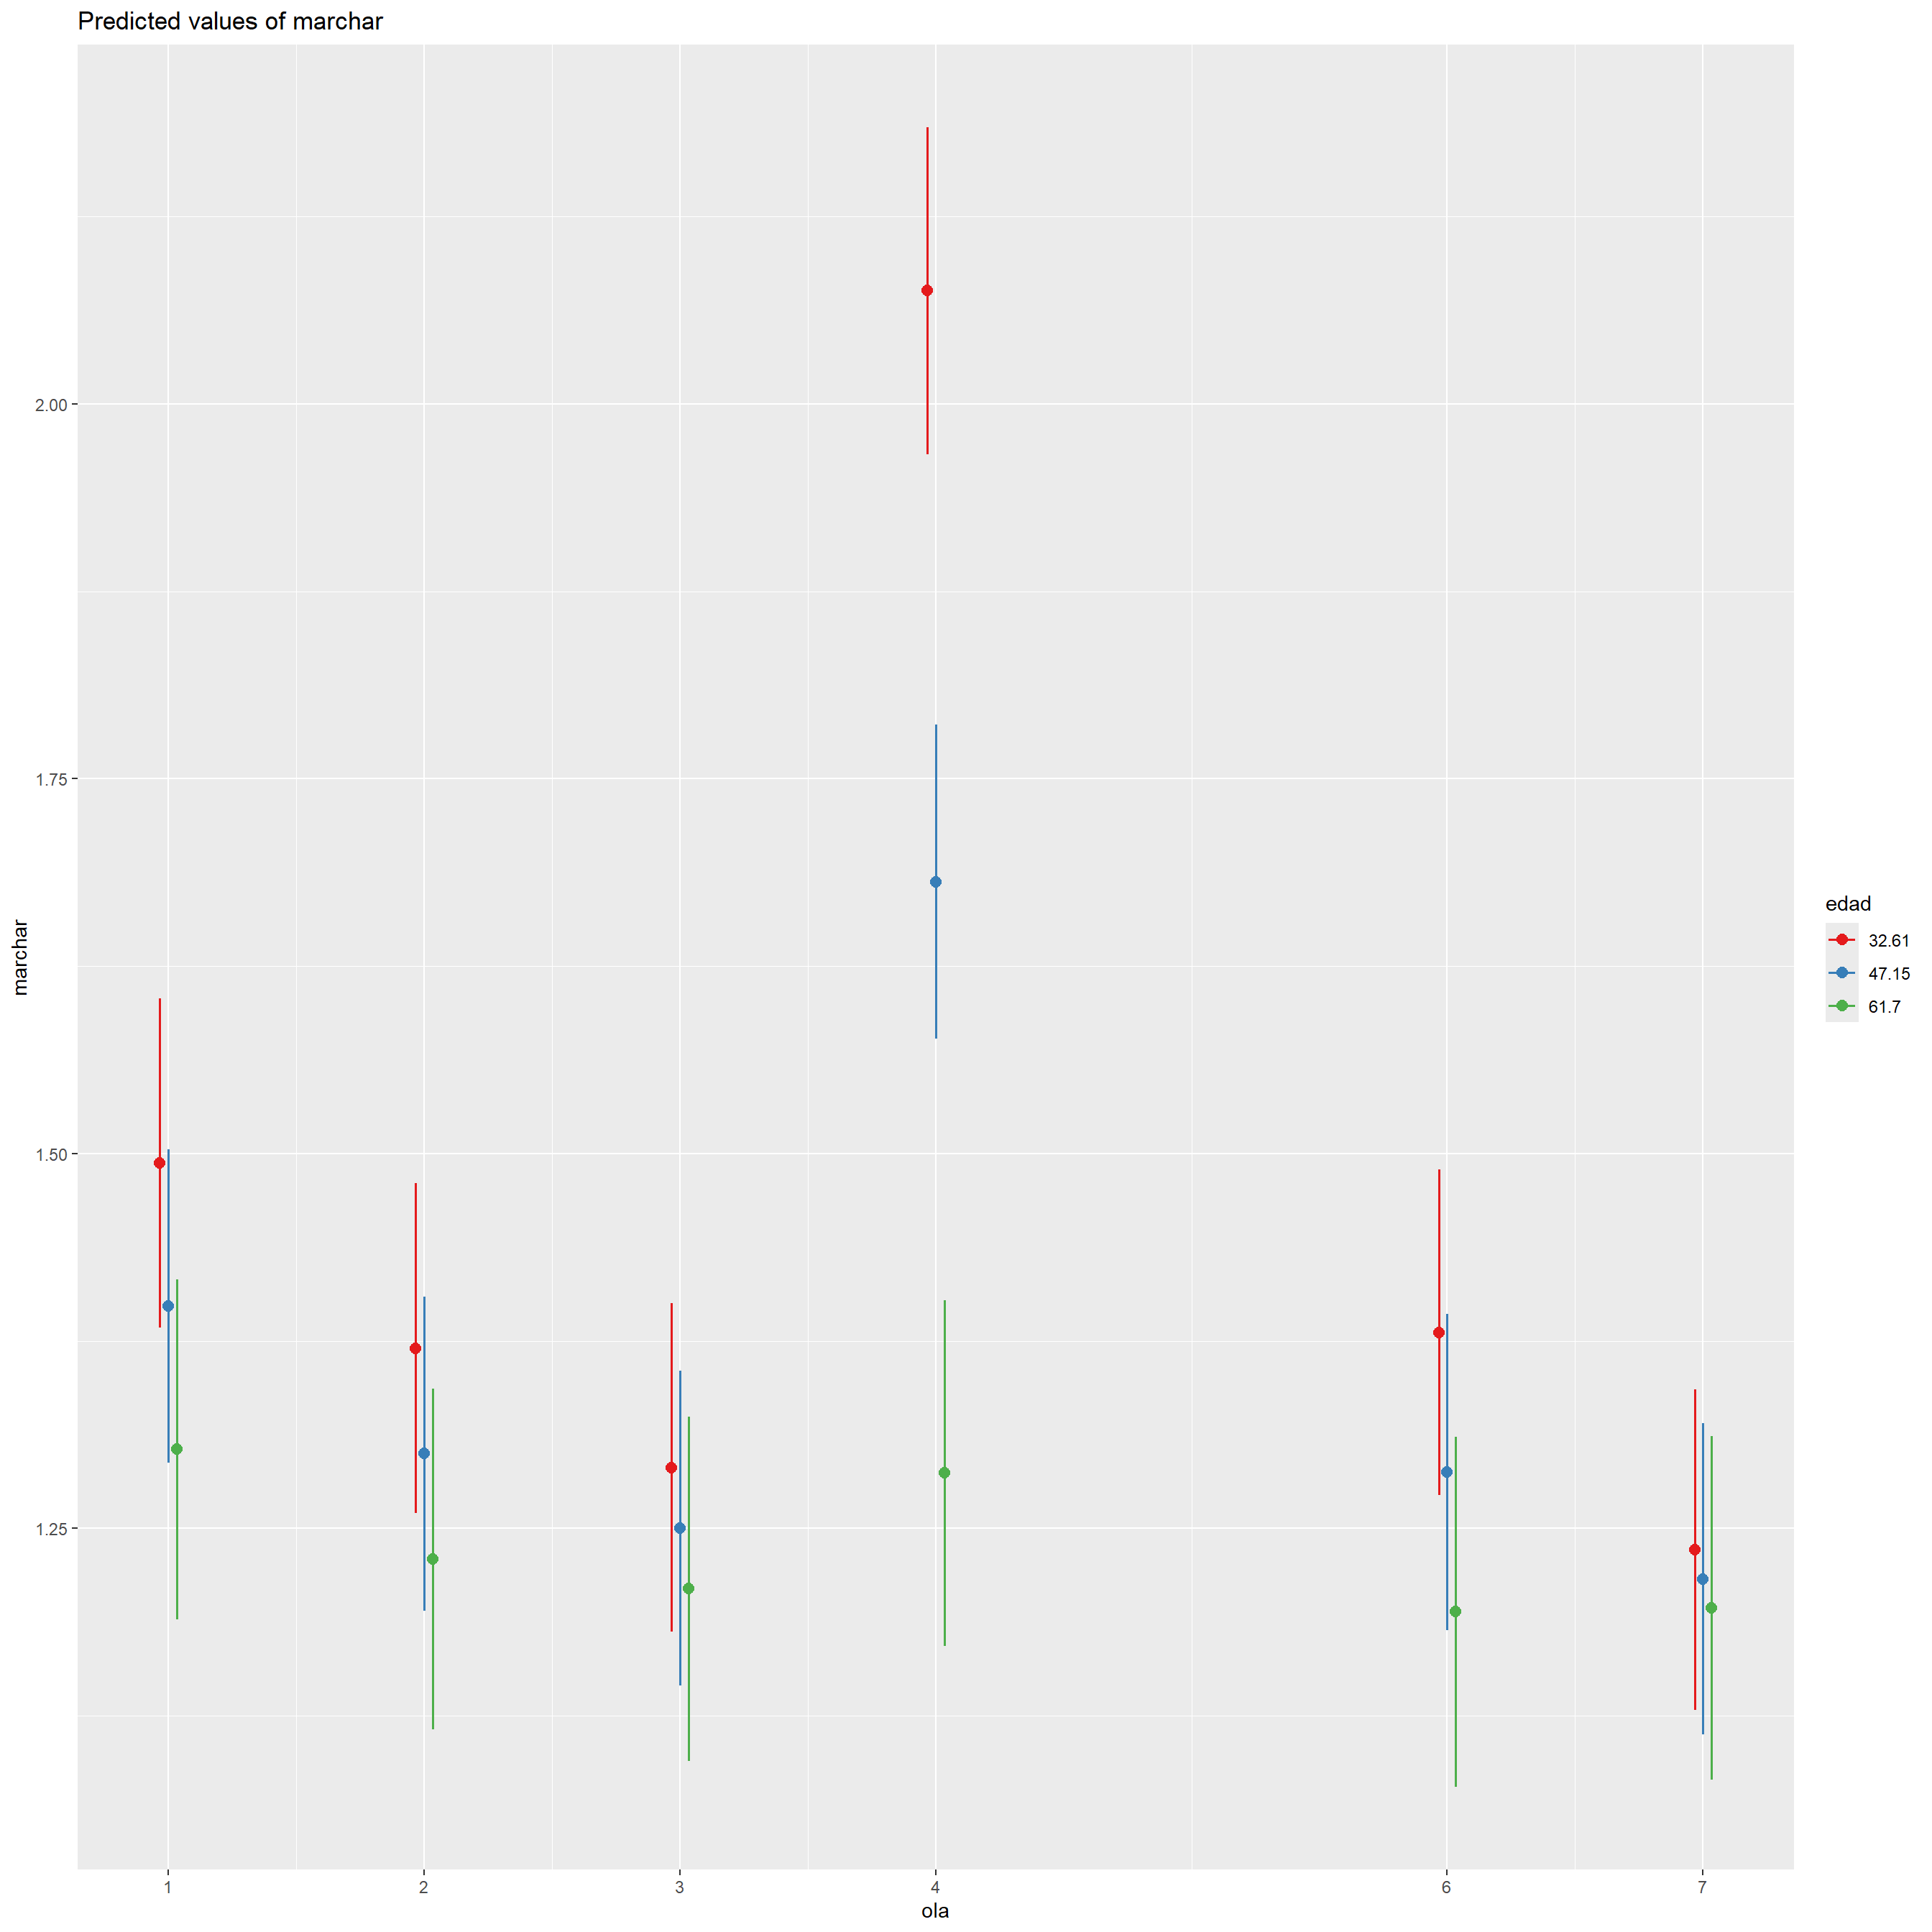 Predicted values of marchar
marchar
2.00
1.75
1.50
1.25
1 2 3 4 6 7
ola
edad
32.61
47.15
61.7